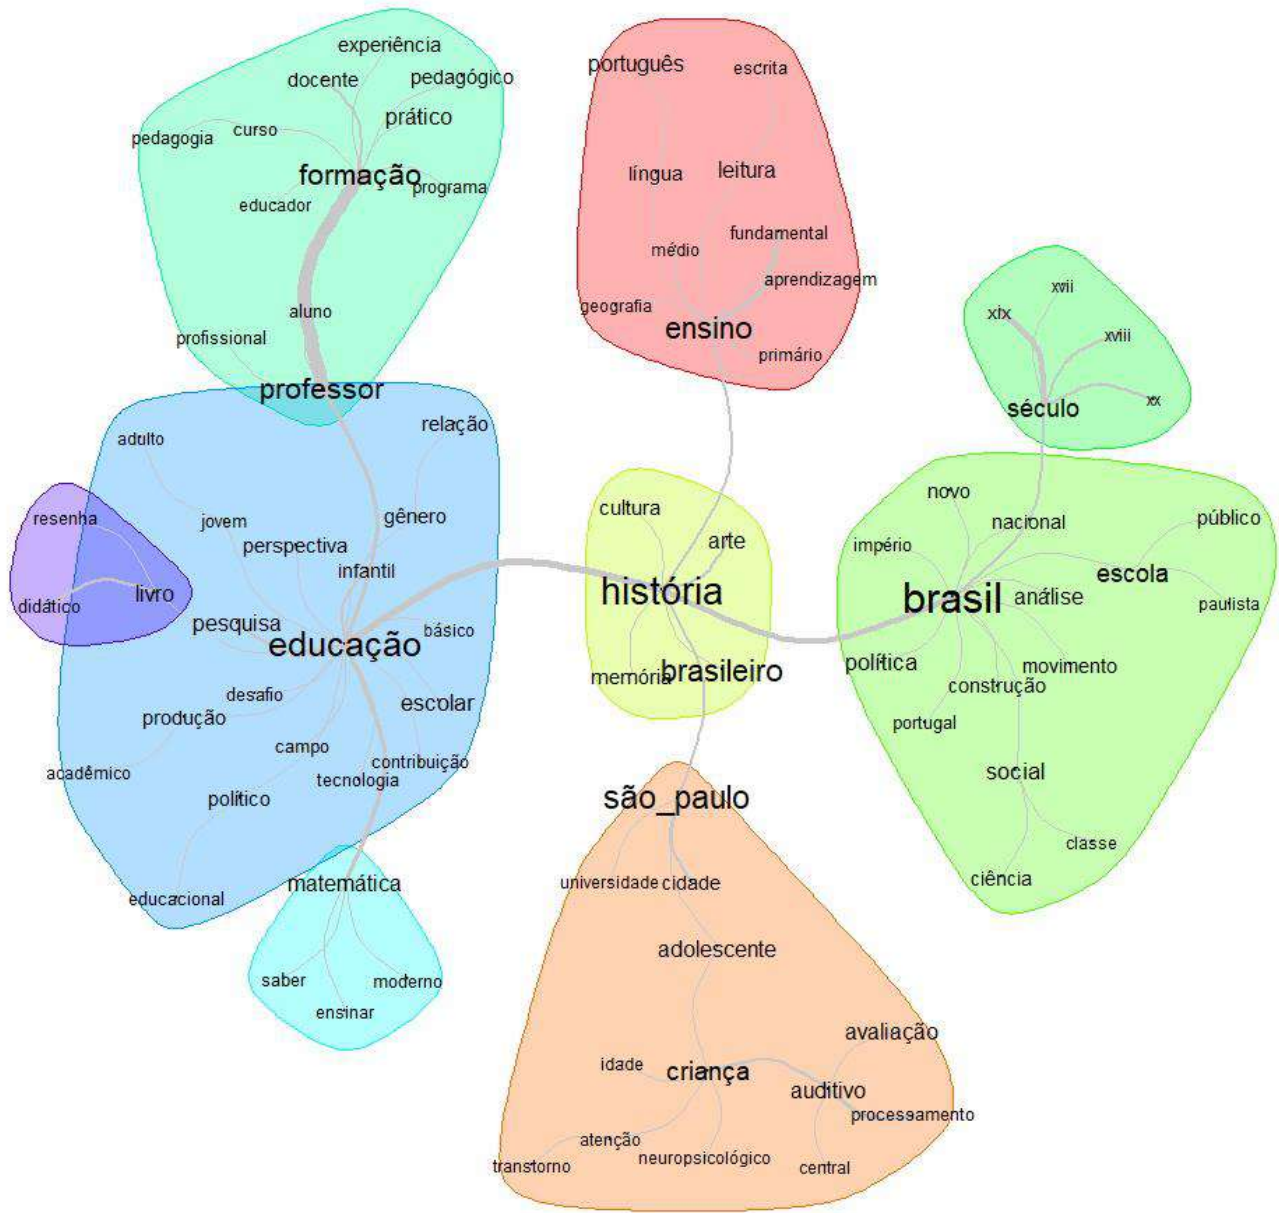 experiência
docente
pedagógico
prático
curso
pedagogia
formação
programa
educador
aluno
profissional
professor
português
escrita
língua
leitura
fundamental
médio
aprendizagem
geografia
ensino
primário
xvii
xix
xviii
xx
século
relação
adulto
resenha
jovem
gênero
perspectiva
infantil
didático
livro
pesquisa
básico
educação
desafio
escolar
produção
campo
contribuição
acadêmico
tecnologia
político
educacional
matemática
saber
moderno
ensinar
cultura
arte
história
memória
brasileiro
novo
nacional
público
império
escola
brasil
análise
paulista
política
movimento
construção
portugal
social
classe
ciência
são_paulo
universidade
cidade
adolescente
avaliação
idade
criança
auditivo
processamento
atenção
neuropsicológico
transtorno
central